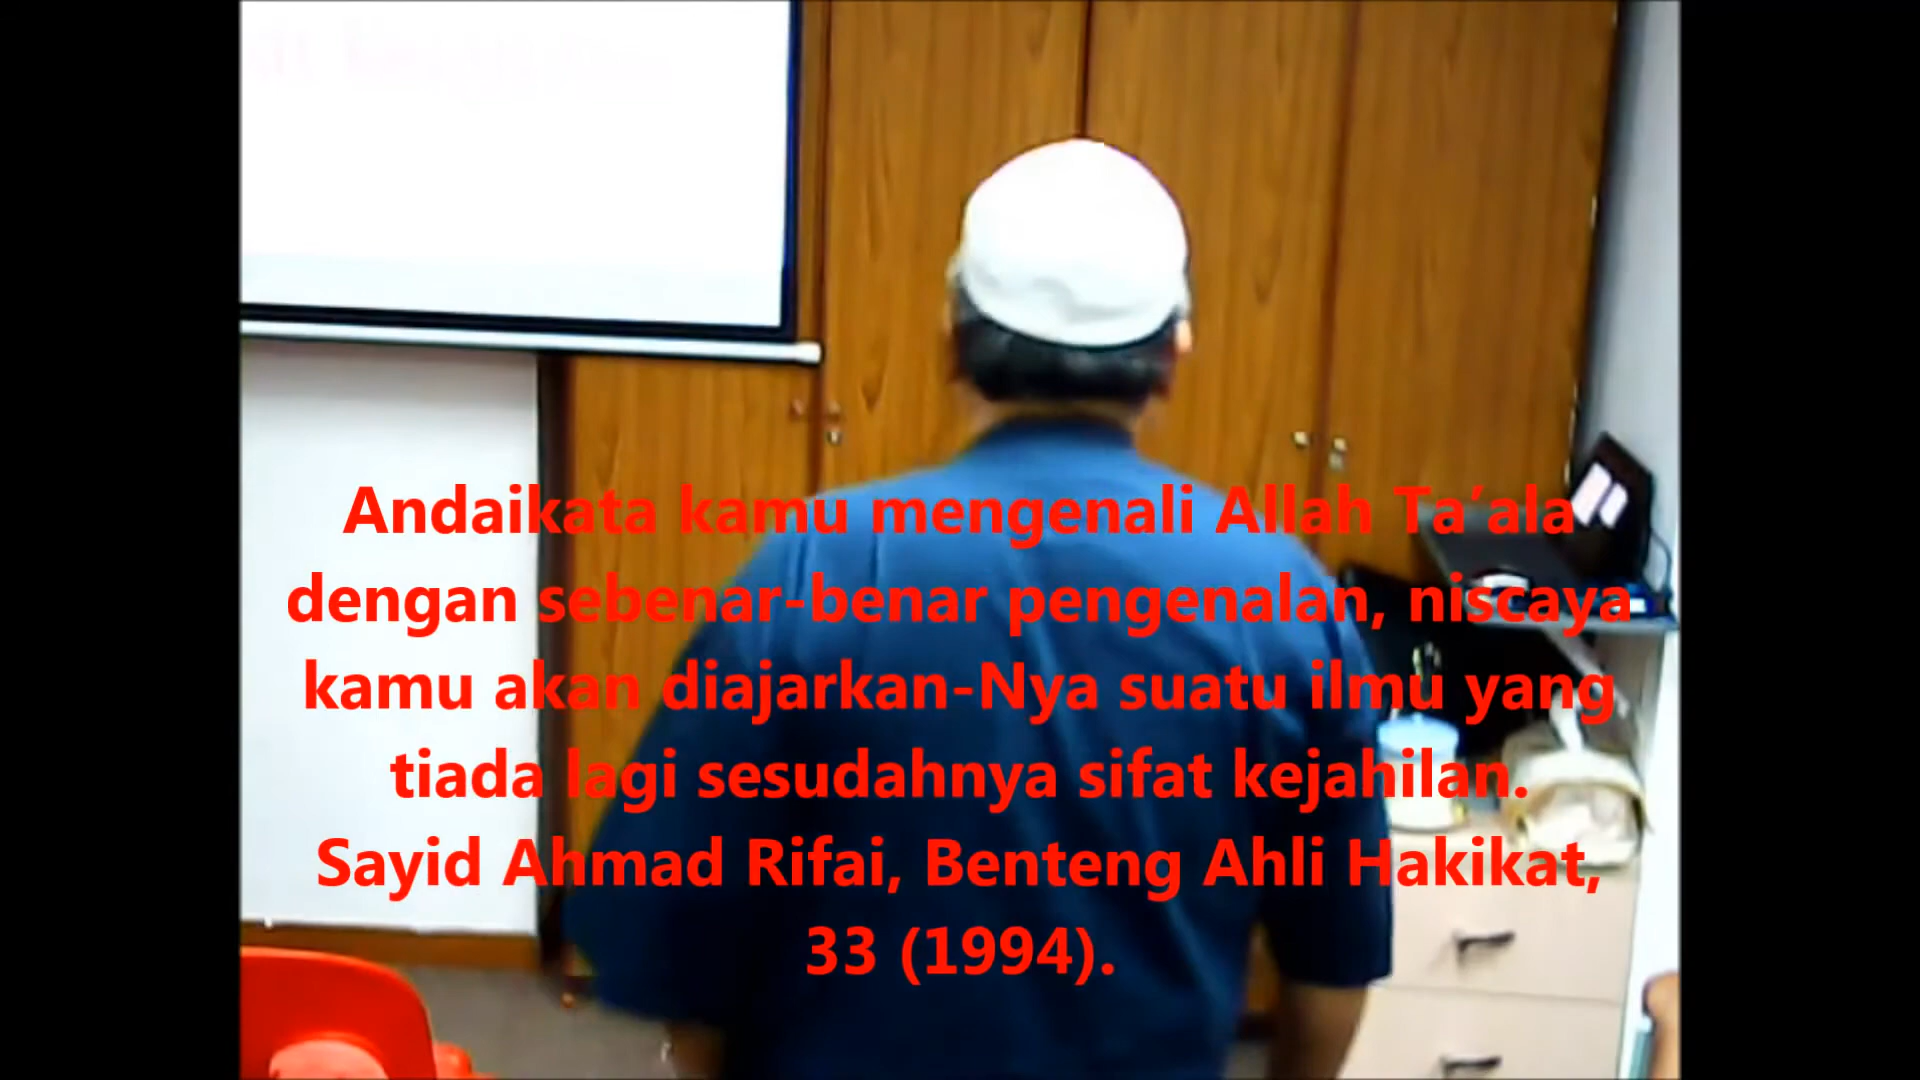 Andaikata kamu mengenali Allah Ta’ala
dengan sebenar-benar pengenalan, niscaya
kamu akan diajarkan-Nya suatu ilmu yang
tiada lagi sesudahnya sifat kejahilan.
Sayid Ahmad Rifai, Benteng Ahli Hakikat,
33 (1994).